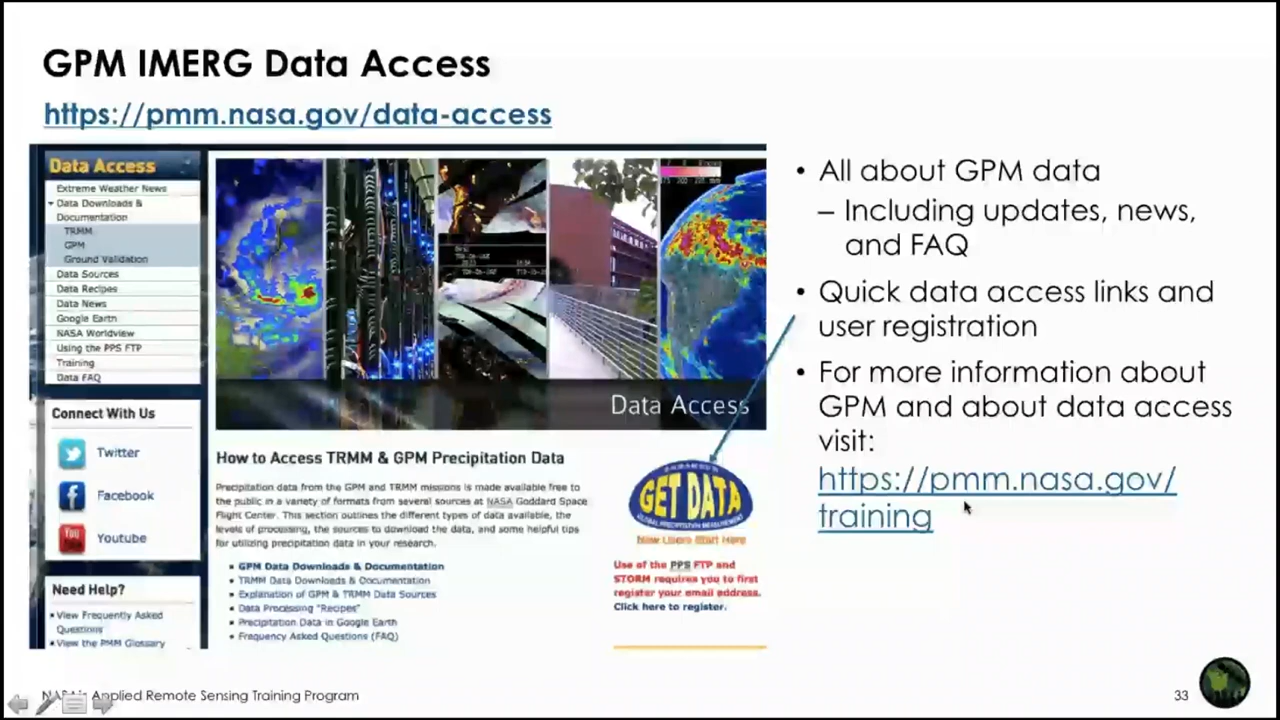 GPM IMERG Data Access
https://pmm.nasa.gov/data-access
Data Access
Extreme Weather News
Data Downloads &
Documentation
TRMM
GPM
Ground Validation
Data Sources
Data Recipes
Data News
Google Earth
NASA Worldview
Using the PPS FTP
Training
Data FAQ
Connect With Us
Twitter
Facebook
You
Youtube
Need Help?
View Frequently Asked
Questions
View the PMM Glossary
Data Access
How to Access TRMM & GPM Precipitation Data
Precipitation data from the GPM and TRMM missions is made available free to
the public in a variety of formats from several sources at NASA Goddard Space
Flight Center. This section outlines the different types of data available, the
levels of processing, the sources to download the data, and some helpful tips
for utilizing precipitation data in your research.
GPM Data Downloads & Documentation
TRMM Data Downloads & Documentation
Explanation of GPM & TRMM Data Sources
Data Processing "Recipes"
Precipitation Data in Google Earth
Frequency Asked Questions (FAQ)
GET DATA
GLOBAL PRECIPITATION MEASUREMENT
New Users Start Here
Use of the PPS FTP and
STORM requires you to first
register your email address.
Click here to register.
• All about GPM data
– Including updates, news,
and FAQ
• Quick data access links and
user registration
• For more information about
GPM and about data access
visit:
https://pmm.nasa.gov/
training
NASA's Applied Remote Sensing Training Program
33